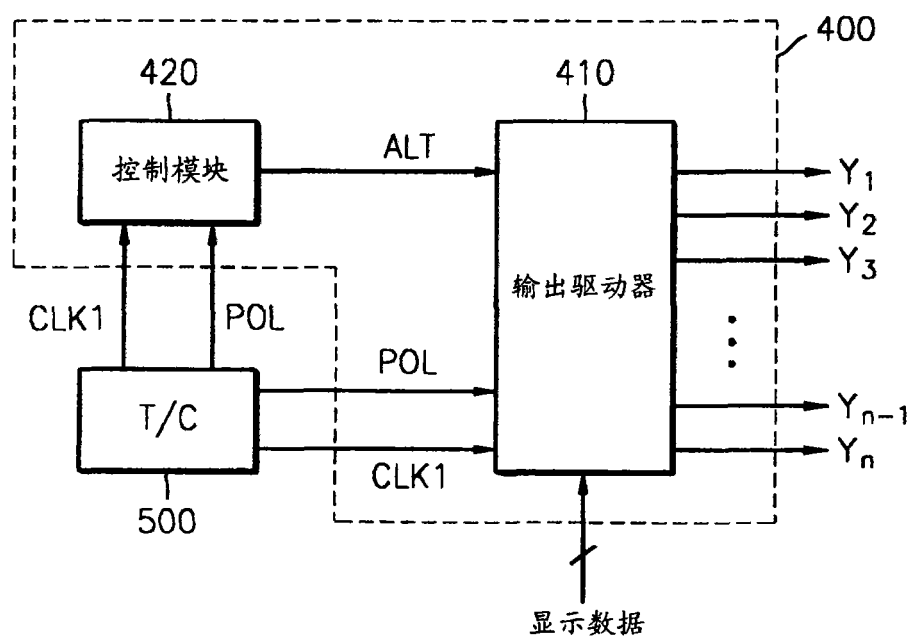 400
420
410
控制模块
ALT
输出驱动器
Y1
Y2
Y3
CLK1
POL
T/C
500
POL
CLK1
Yn-1
Yn
显示数据